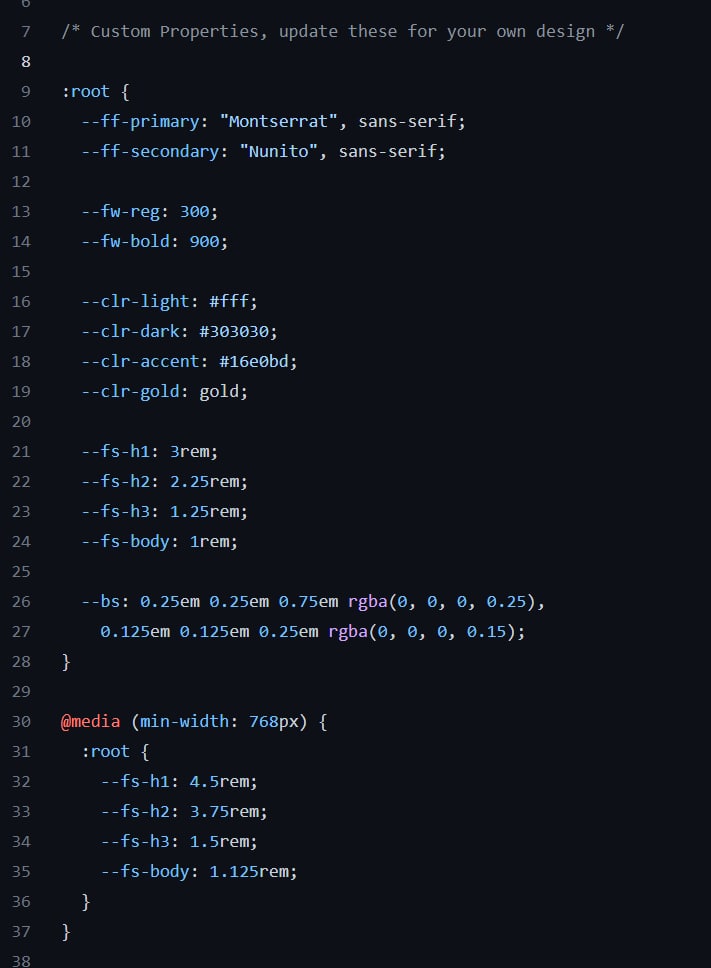 6
7 /* Custom Properties, update these for your own design */
8
9 :root {
10 --ff-primary: "Montserrat", sans-serif;
11 --ff-secondary: "Nunito", sans-serif;
12
13 --fw-reg: 300;
14 --fw-bold: 900;
15
16 --clr-light: #fff;
17 --clr-dark: #303030;
18 --clr-accent: #16e0bd;
19 --clr-gold: gold;
20
21 --fs-h1: 3rem;
22 --fs-h2: 2.25rem;
23 --fs-h3: 1.25rem;
24 --fs-body: 1rem;
25
26 --bs: 0.25em 0.25em 0.75em rgba(0, 0, 0, 0.25),
27 0.125em 0.125em 0.25em rgba(0, 0, 0, 0.15);
28 }
29
30 @media (min-width: 768px) {
31 :root {
32 --fs-h1: 4.5rem;
33 --fs-h2: 3.75rem;
34 --fs-h3: 1.5rem;
35 --fs-body: 1.125rem;
36 }
37 }
38